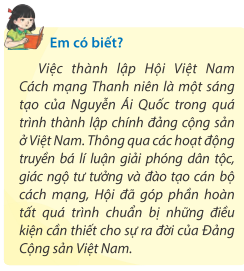 Em có biết?
Việc thành lập Hội Việt Nam
Cách mạng Thanh niên là một sáng
tạo của Nguyễn Ái Quốc trong quá
trình thành lập chính đảng cộng sản
ở Việt Nam. Thông qua các hoạt động
truyền bá lí luận giải phóng dân tộc,
giác ngộ tư tưởng và đào tạo cán bộ
cách mạng, Hội đã góp phần hoàn
tất quá trình chuẩn bị những điều
kiện cần thiết cho sự ra đời của Đảng
Cộng sản Việt Nam.